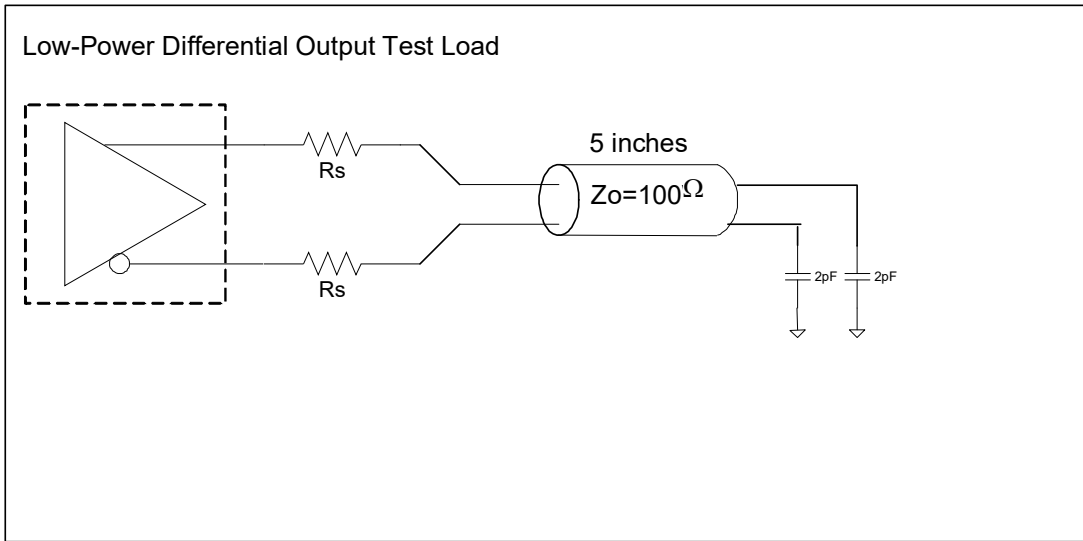 Low-Power Differential Output Test Load
5 inches
Rs
Zo=100Ω
Rs
2pF
2pF